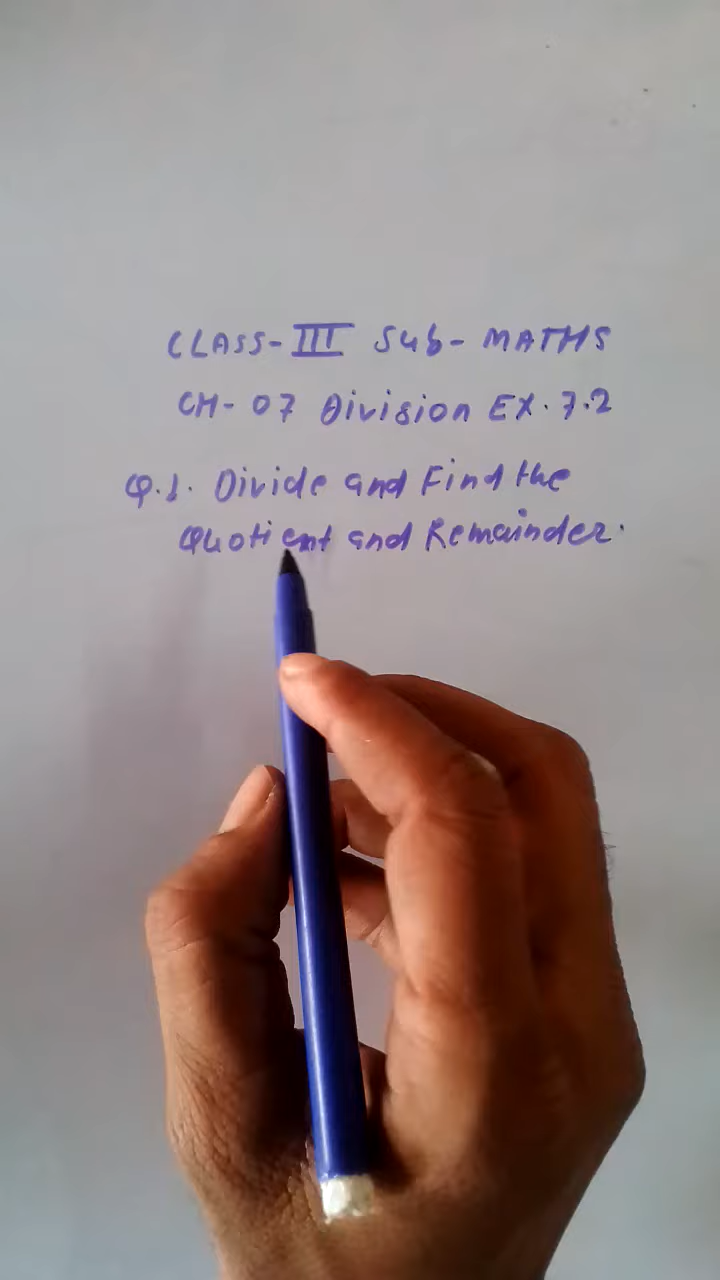 CLASS-III Sub- MATHS
CH- 07 Division EX. 7.2
Q.1. Divide and Find the
Quotient and Remainder.